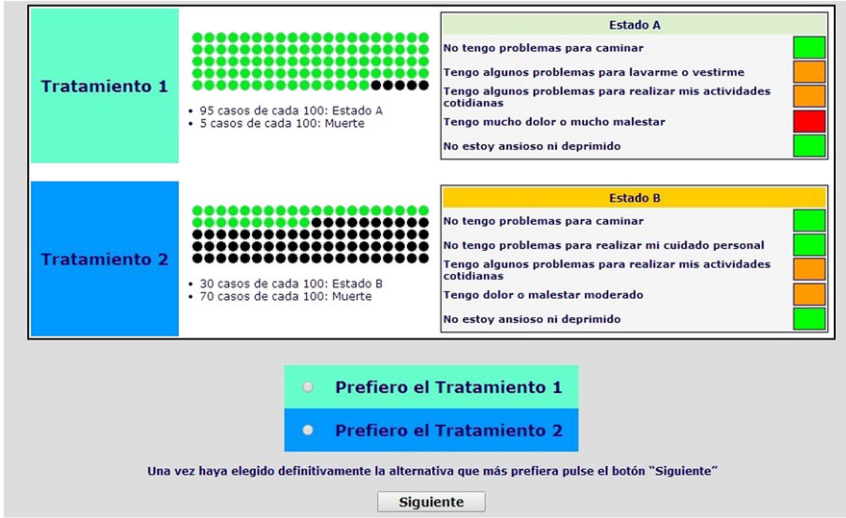 Tratamiento 1
• 95 casos de cada 100: Estado A
• 5 casos de cada 100: Muerte
Estado A
No tengo problemas para caminar
Tengo algunos problemas para lavarme o vestirme
Tengo algunos problemas para realizar mis actividades
cotidianas
Tengo mucho dolor o mucho malestar
No estoy ansioso ni deprimido
Tratamiento 2
• 30 casos de cada 100: Estado B
• 70 casos de cada 100: Muerte
Estado B
No tengo problemas para caminar
No tengo problemas para realizar mi cuidado personal
Tengo algunos problemas para realizar mis actividades
cotidianas
Tengo dolor o malestar moderado
No estoy ansioso ni deprimido
Prefiero el Tratamiento 1
Prefiero el Tratamiento 2
Una vez haya elegido definitivamente la alternativa que más prefiera pulse el botón “Siguiente”
Siguiente